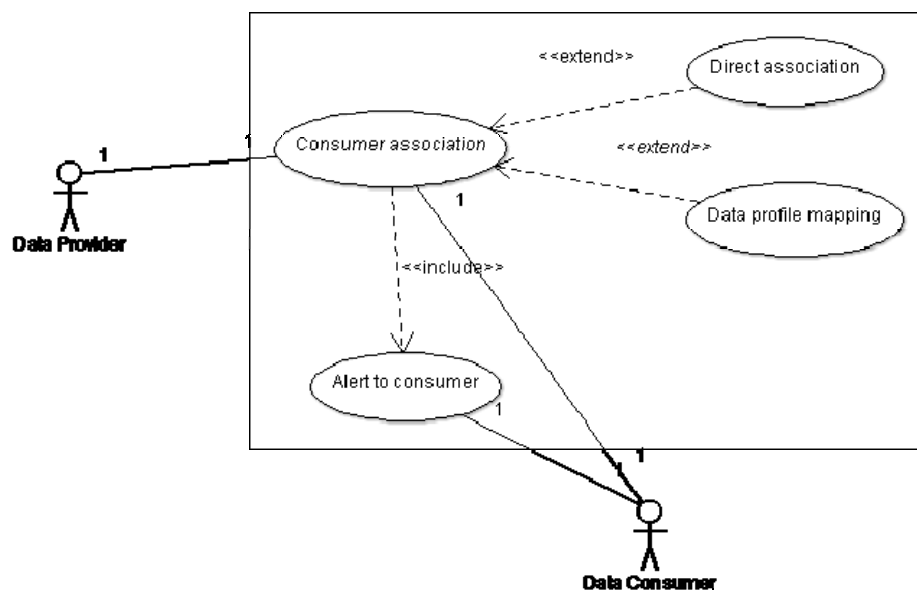 <<extend>>
Direct association
1
1
Consumer association
<<extend>>
1
Data profile mapping
Data Provider
<<include>>
Alert to consumer
1
1
1
Data Consumer